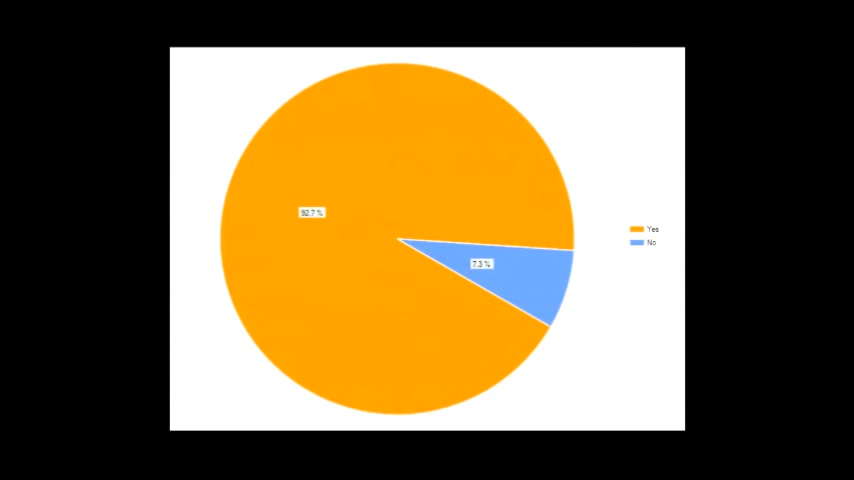 92.7 %
7.3 %
Yes
No